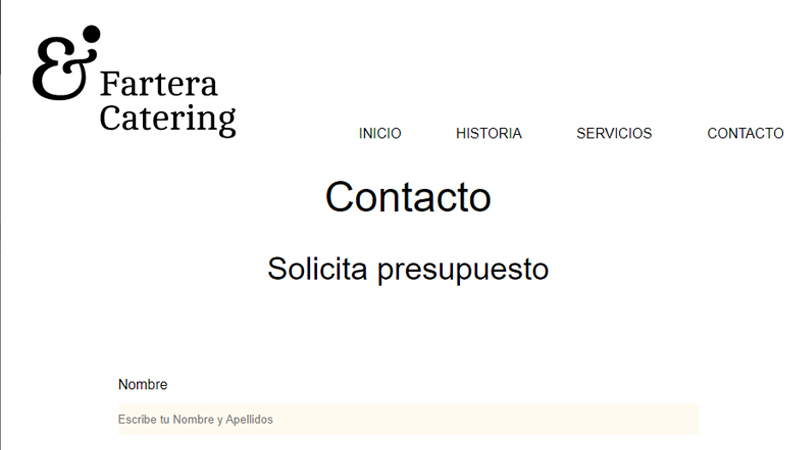 &
Fartera
Catering
INICIO HISTORIA SERVICIOS CONTACTO
Contacto
Solicita presupuesto
Nombre
Escribe tu Nombre y Apellidos